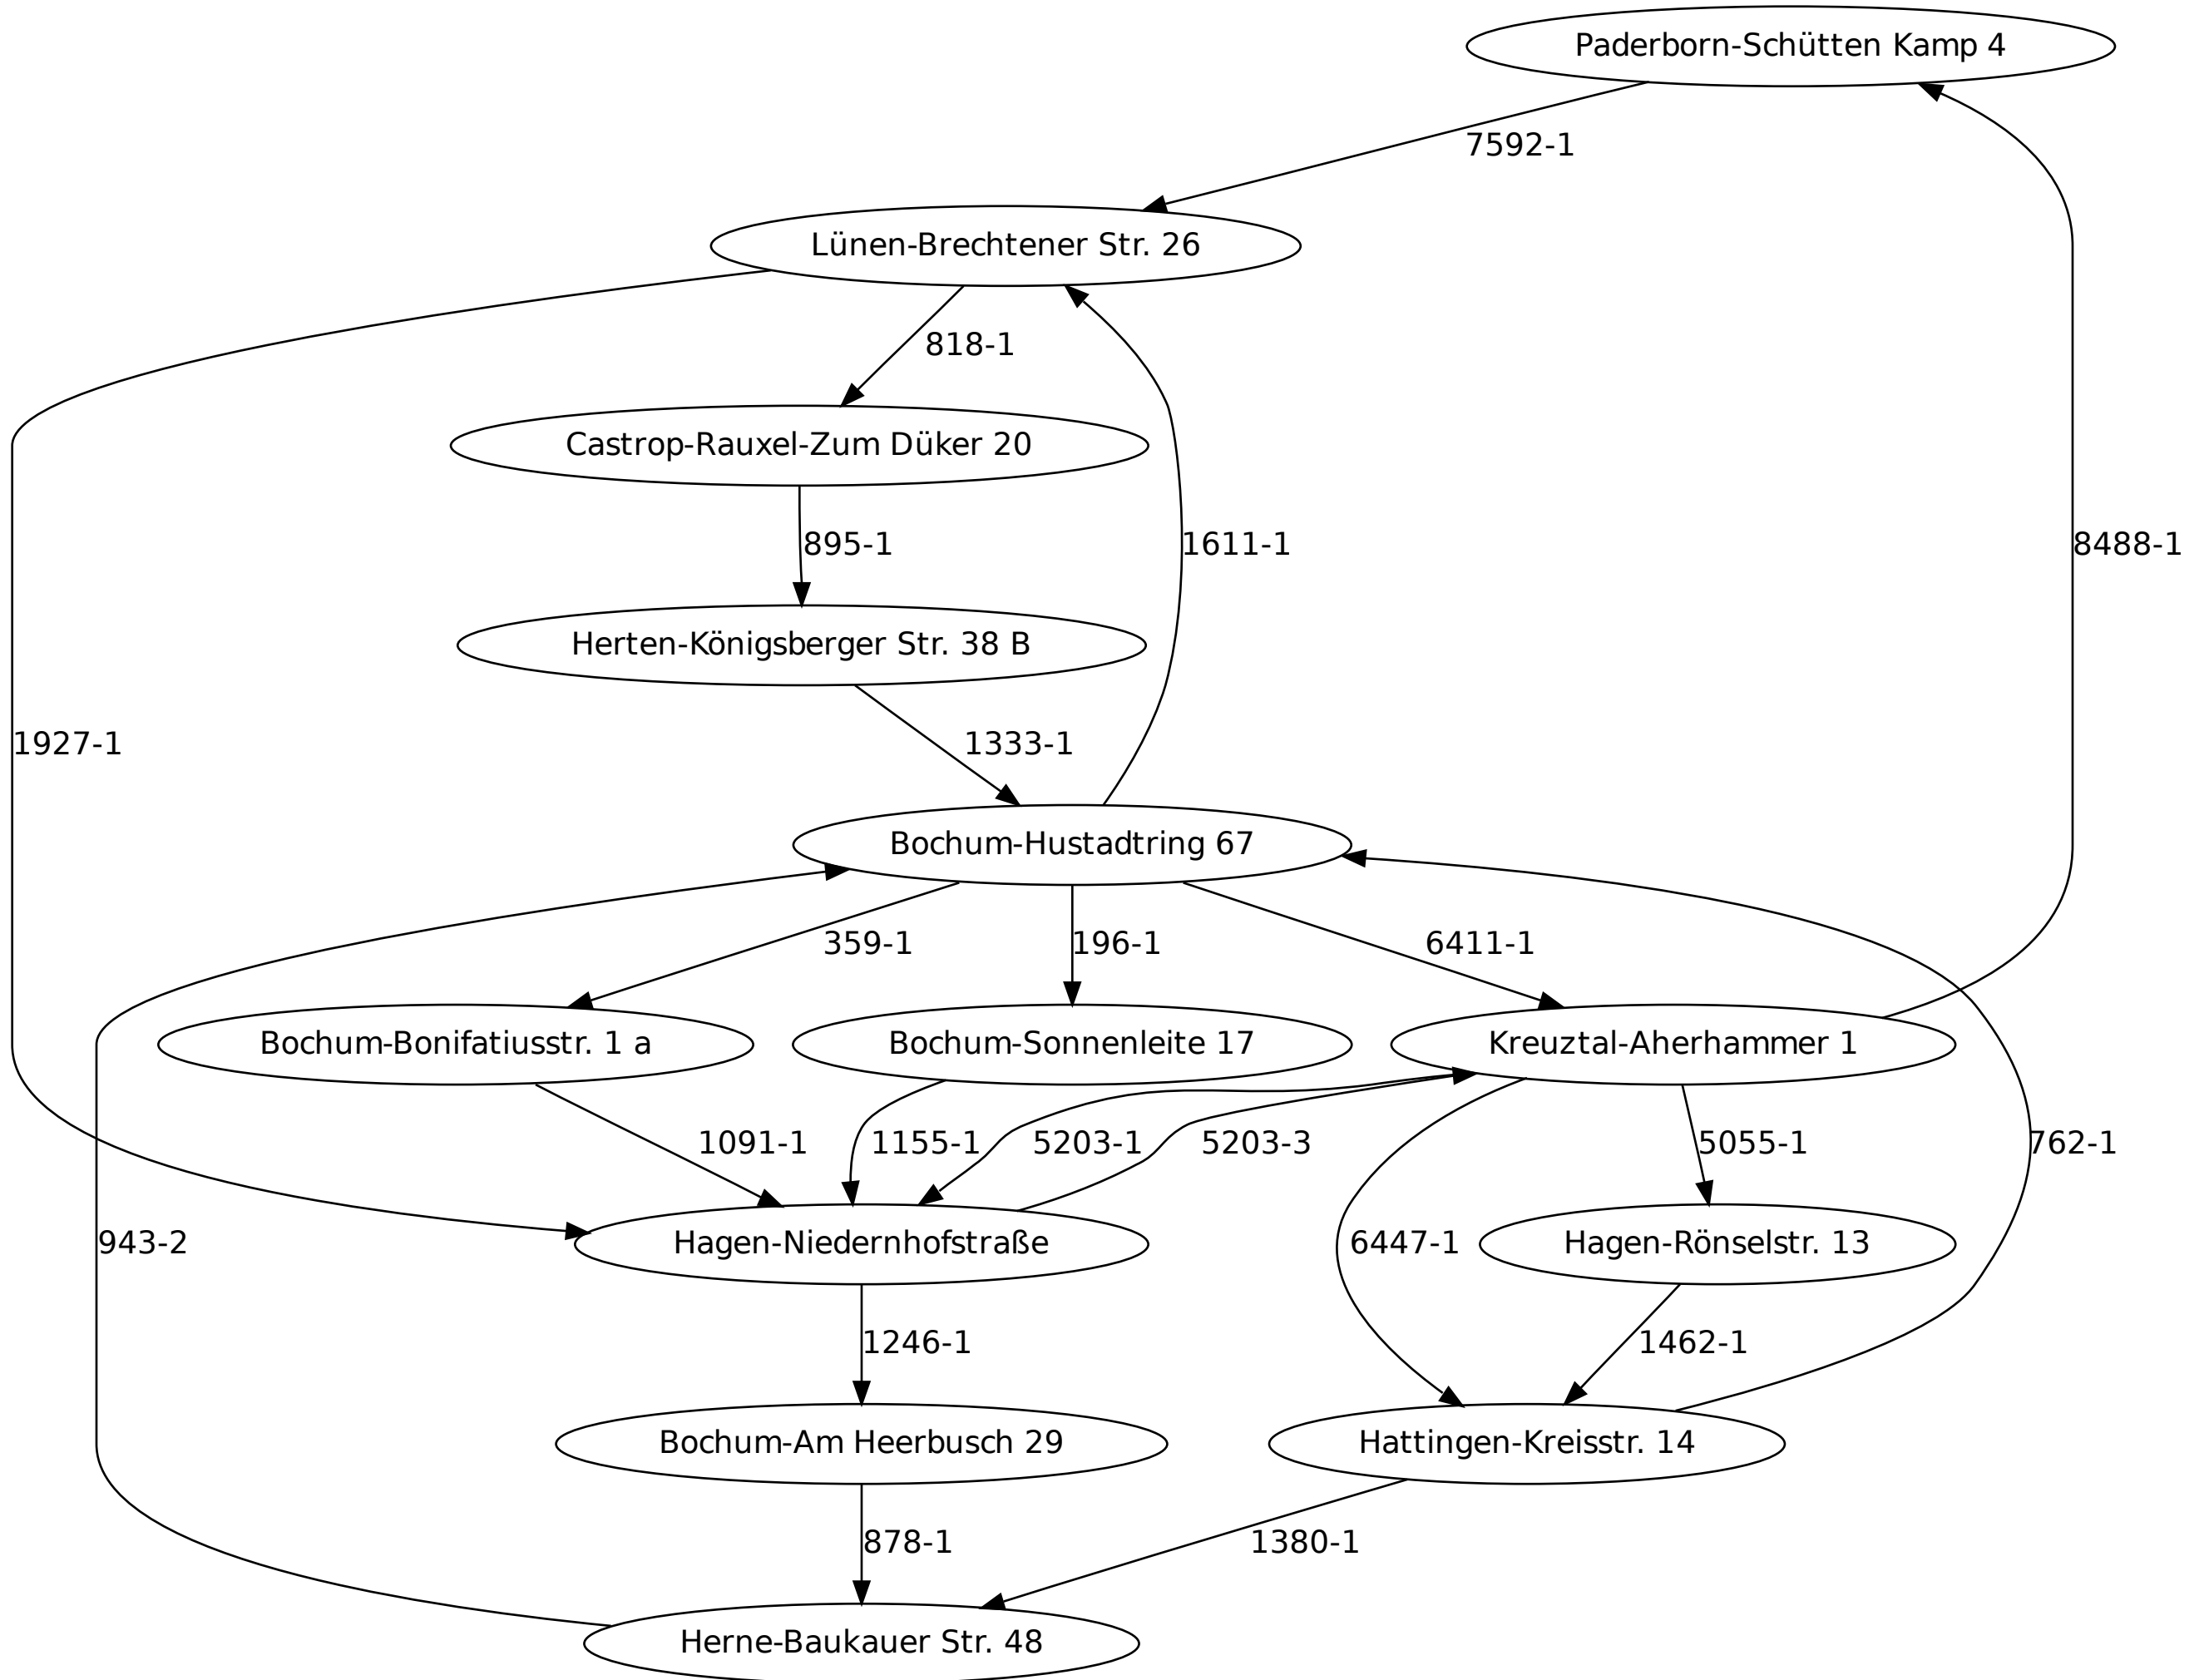 Paderborn-Schütten Kamp 4
7592-1
Lünen-Brechtener Str. 26
818-1
Castrop-Rauxel-Zum Düker 20
895-1
1611-1
8488-1
Herten-Königsberger Str. 38 B
1927-1
1333-1
Bochum-Hustadtring 67
359-1
196-1
6411-1
Bochum-Bonifatiusstr. 1 a
Bochum-Sonnenleite 17
Kreuztal-Aherhammer 1
1091-1
1155-1
5203-1
5203-3
5055-1
762-1
943-2
Hagen-Niedernhofstraße
6447-1
Hagen-Rönselstr. 13
1246-1
1462-1
Bochum-Am Heerbusch 29
Hattingen-Kreisstr. 14
878-1
1380-1
Herne-Baukauer Str. 48